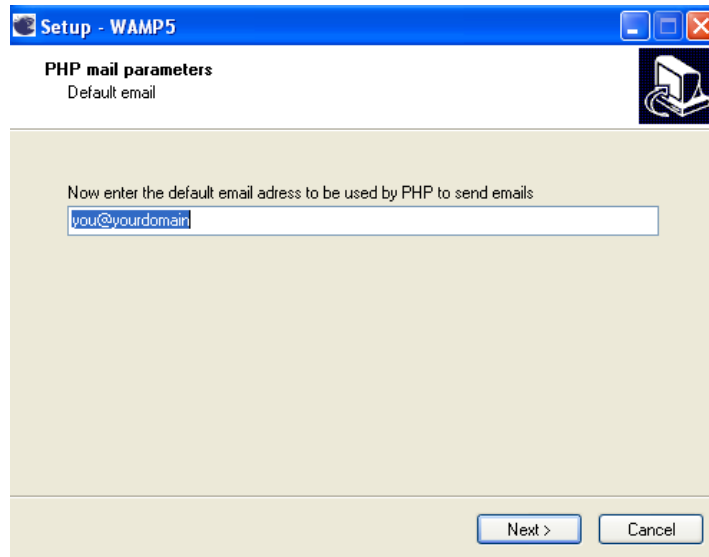 Setup - WAMP5
PHP mail parameters
Default email
Now enter the default email adress to be used by PHP to send emails
you@yourdomain
Next >
Cancel